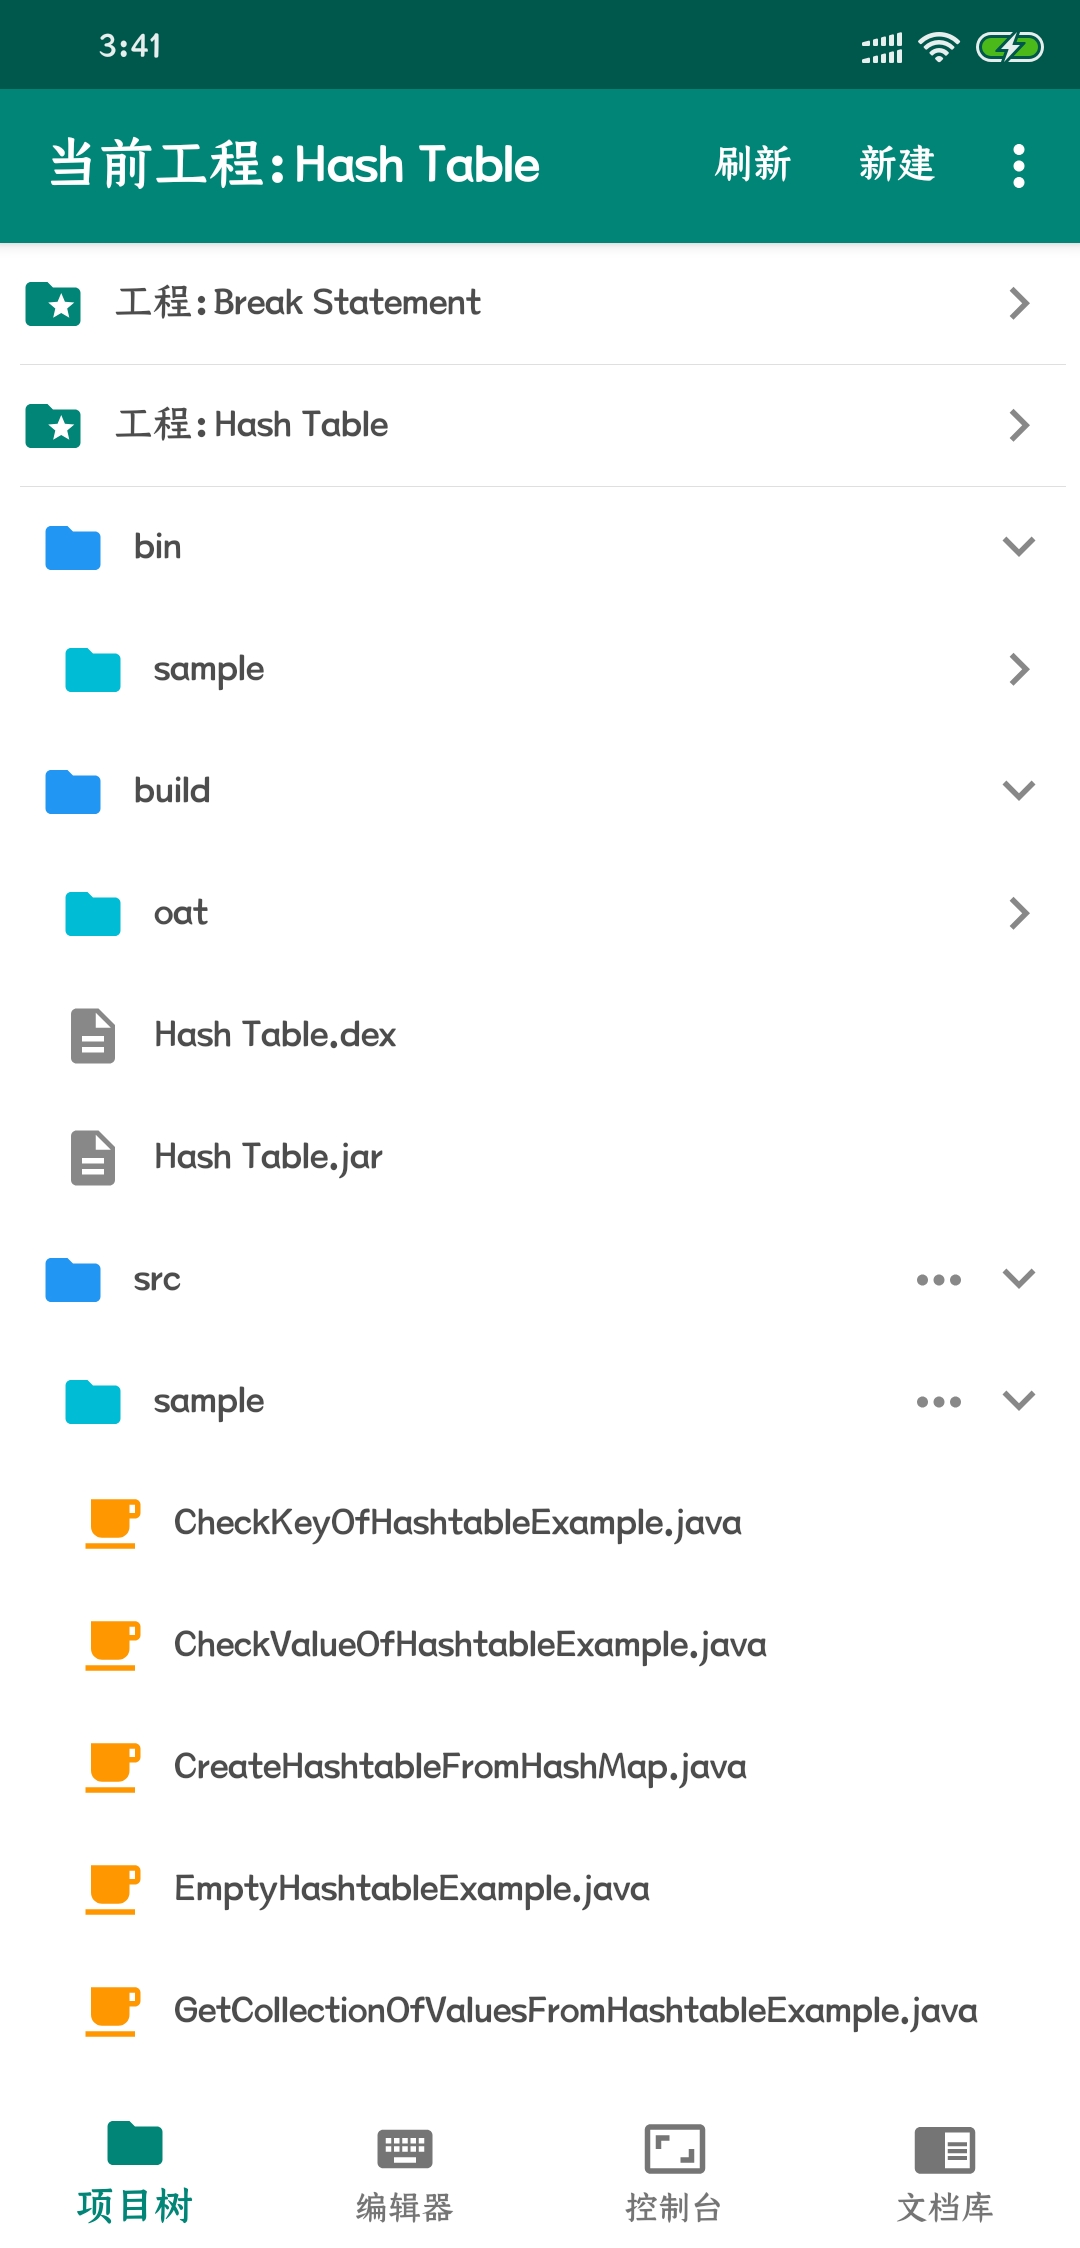 3:41
当前工程:Hash Table 刷新 新建
工程:Break Statement
工程:Hash Table
bin
sample
build
oat
Hash Table.dex
Hash Table.jar
src
sample
CheckKeyOfHashtableExample.java
CheckValueOfHashtableExample.java
CreateHashtableFromHashMap.java
EmptyHashtableExample.java
GetCollectionOfValuesFromHashtableExample.java
项目树 编辑器 控制台 文档库